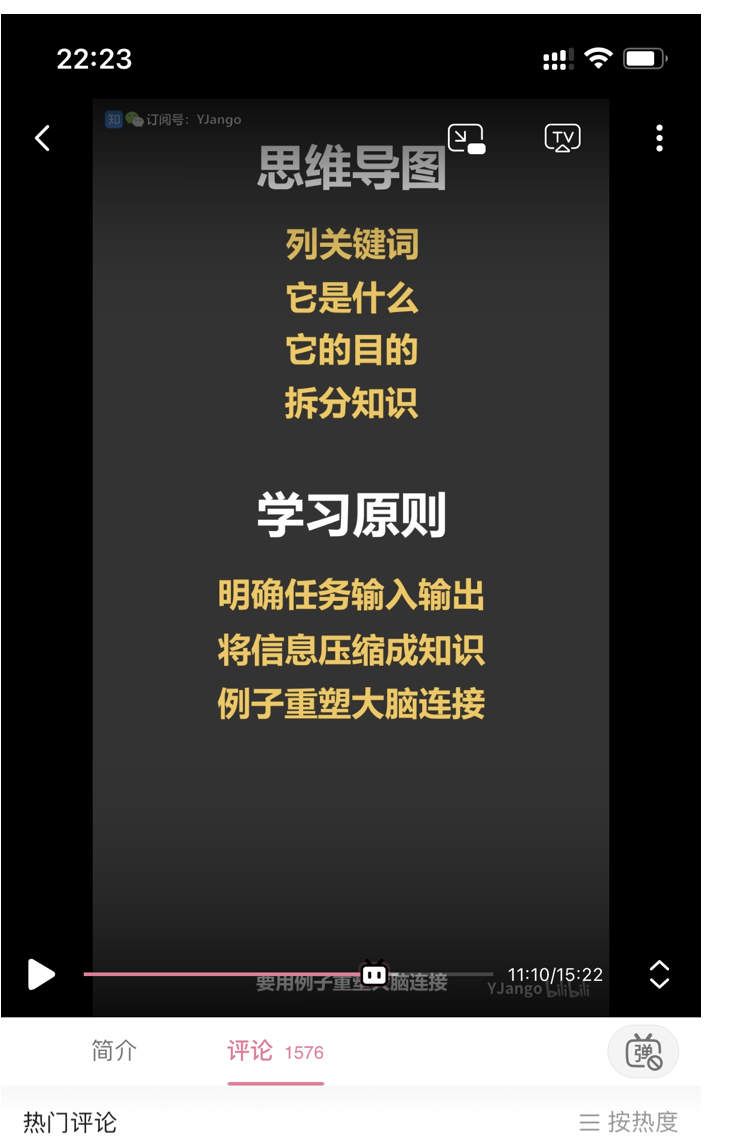 22:23
知 订阅号：YJango
TV
思维导图
列关键词
它是什么
它的目的
拆分知识
学习原则
明确任务输入输出
将信息压缩成知识
例子重塑大脑连接
11:10/15:22
要用例子重塑大脑连接
YJango bilibili
简介
评论 1576
弹
热门评论
按热度